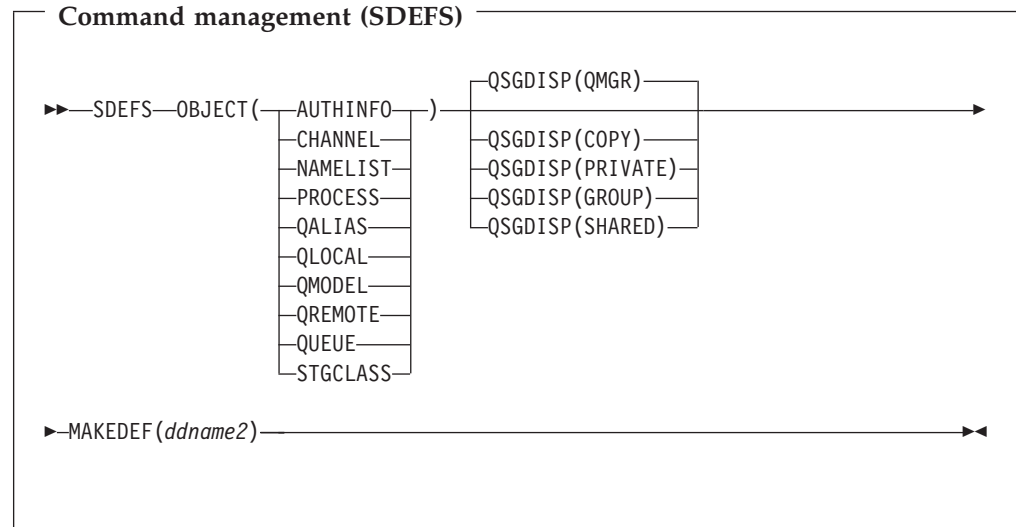 Command management (SDEFS)
QSGDISP(QMGR)
SDEFS OBJECT( AUTHINFO )
CHANNEL QSGDISP(COPY)
NAMELIST QSGDISP(PRIVATE)
PROCESS QSGDISP(GROUP)
QALIAS QSGDISP(SHARED)
QLOCAL
QMODEL
QREMOTE
QUEUE
STGCLASS
MAKEDEF(ddname2)